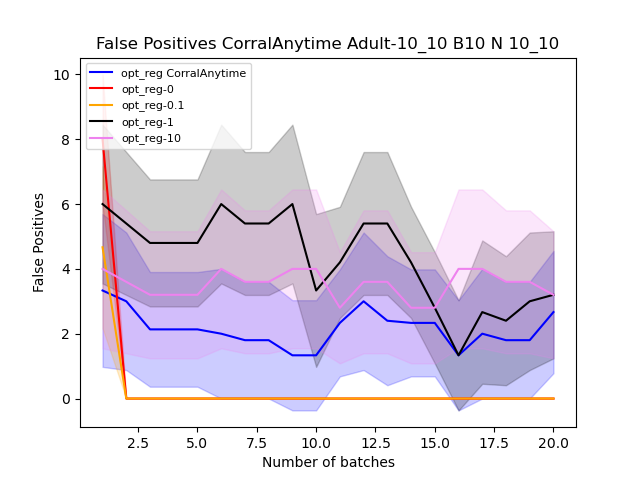 False Positives CorralAnytime Adult-10_10 B10 N 10_10
opt_reg CorralAnytime
opt_reg-0
opt_reg-0.1
opt_reg-1
opt_reg-10
False Positives
10
8
6
4
2
0
2.5 5.0 7.5 10.0 12.5 15.0 17.5 20.0
Number of batches